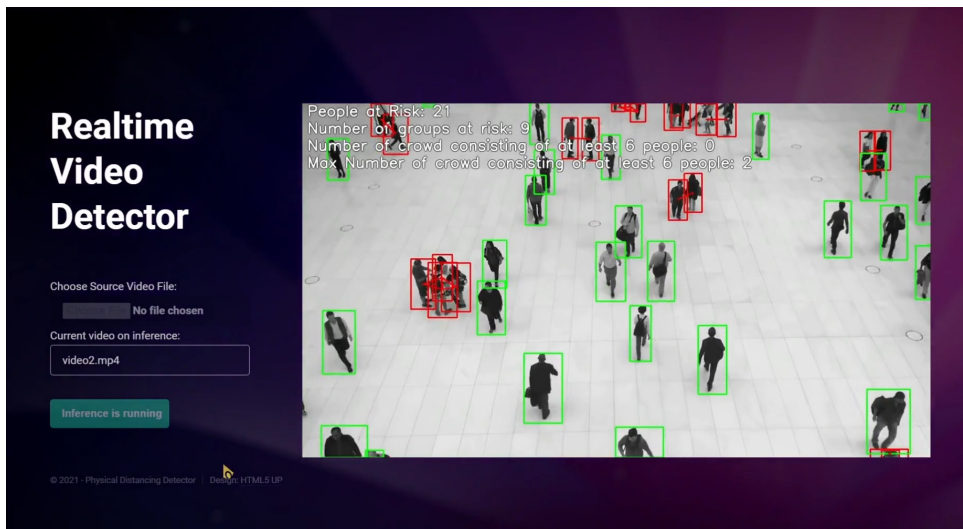 Realtime
Video
Detector
Choose Source Video File:
No file chosen
Current video on inference:
video2.mp4
Inference is running
© 2021 - Physical Distancing Detector | Design: HTML5 UP
People at Risk: 21
Number of groups at risk: 9
Number of crowd consisting of at least 6 people: 0
Max Number of crowd consisting of at least 6 people: 2